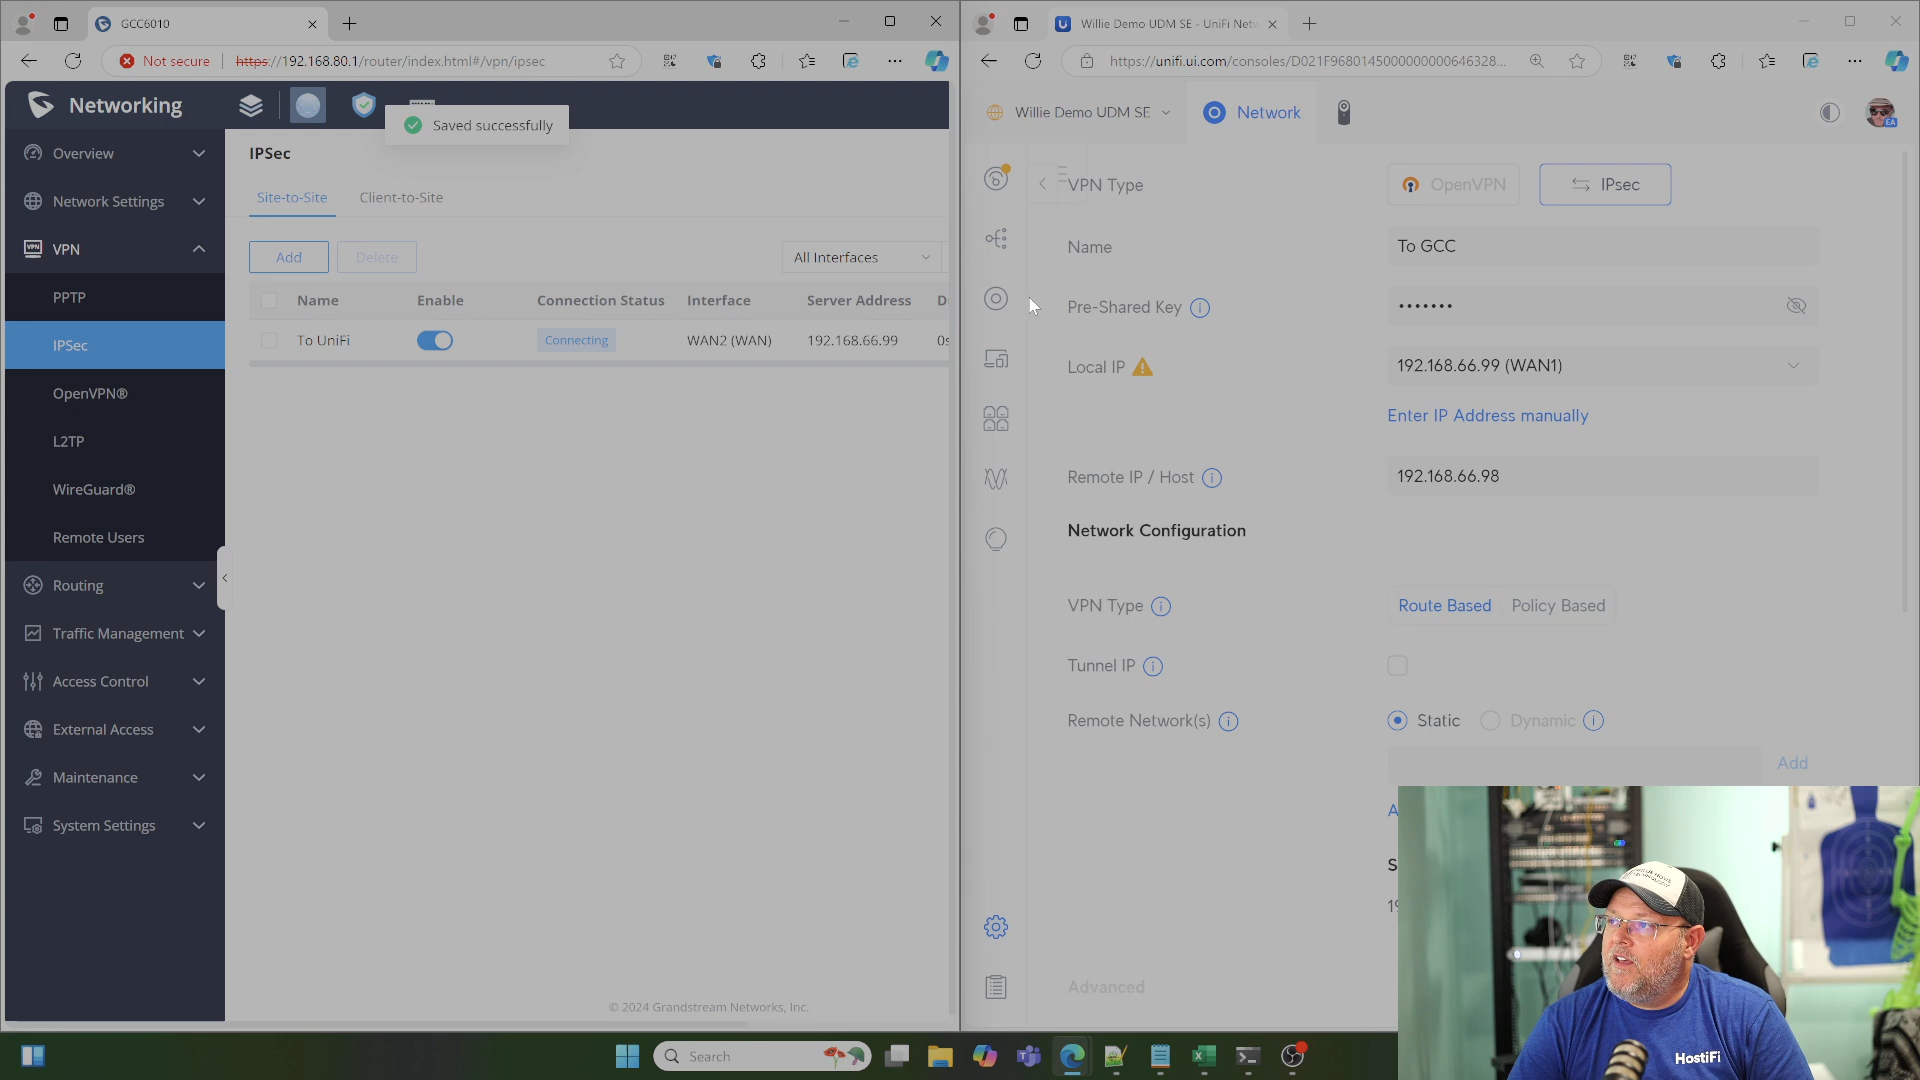 GCC6010
Willie Demo UDM SE - UniFi Netw
Not secure
https://192.168.80.1/router/index.html#/vpn/ipsec
https://unifi.ui.com/consoles/D021F9680145000000000646328...
Networking
Saved successfully
Willie Demo UDM SE
Network
EA
Overview
Network Settings
VPN
VPN
PPTP
IPSec
OpenVPN®
L2TP
WireGuard®
Remote Users
Routing
Traffic Management
Access Control
External Access
Maintenance
System Settings
IPSec
Site-to-Site
Client-to-Site
Add
Delete
All Interfaces
Name
Enable
Connection Status
Interface
Server Address
To UniFi
Connecting
WAN2 (WAN)
192.168.66.99
0s
© 2024 Grandstream Networks, Inc.
VPN Type
OpenVPN
IPsec
Name
To GCC
Pre-Shared Key
•••••••
Local IP
192.168.66.99 (WAN1)
Enter IP Address manually
Remote IP / Host
192.168.66.98
Network Configuration
VPN Type
Route Based
Policy Based
Tunnel IP
Remote Network(s)
Static
Dynamic
Add
Advanced
HostiFi
Search